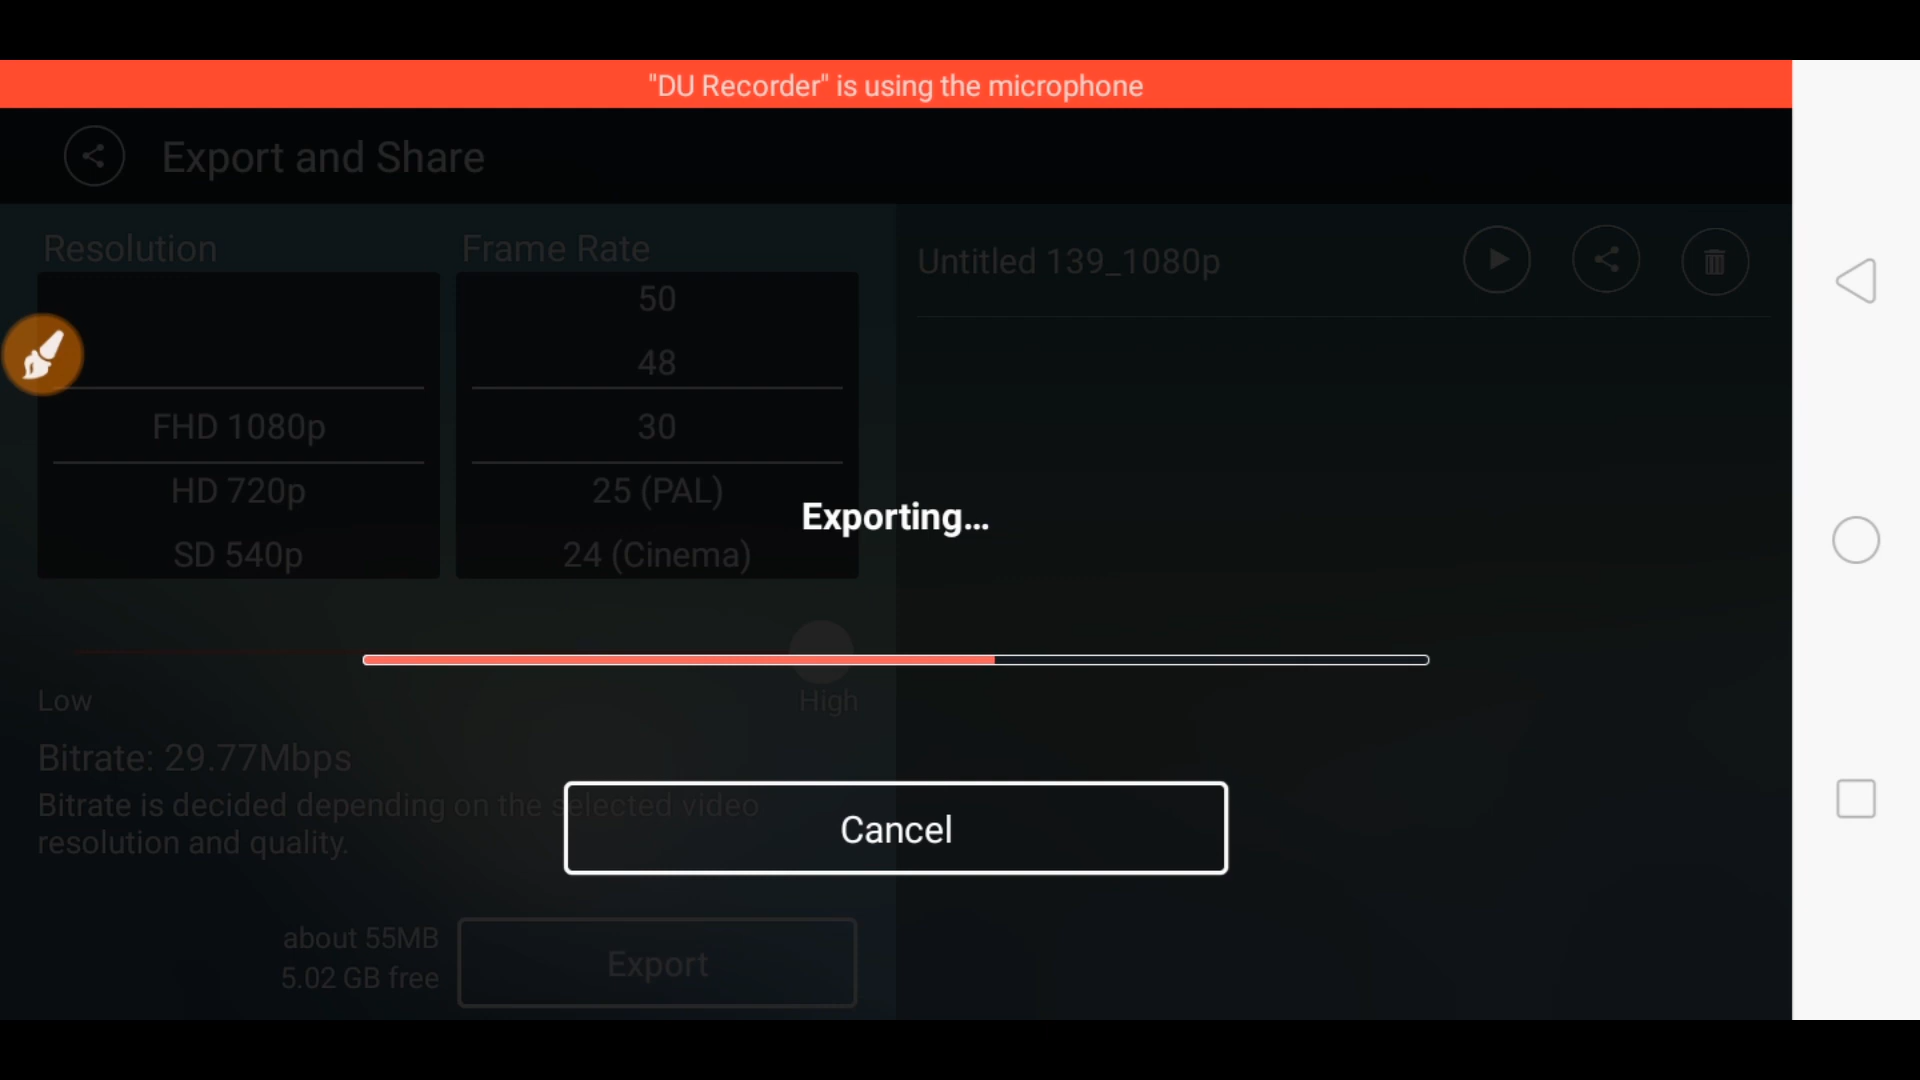 "DU Recorder" is using the microphone
Export and Share
Resolution
Frame Rate
Untitled 139_1080p
50
48
FHD 1080p
30
HD 720p
25 (PAL)
SD 540p
24 (Cinema)
Exporting...
Low
High
Bitrate: 29.77Mbps
Bitrate is decided depending on the selected video
resolution and quality.
Cancel
about 55MB
5.02 GB free
Export